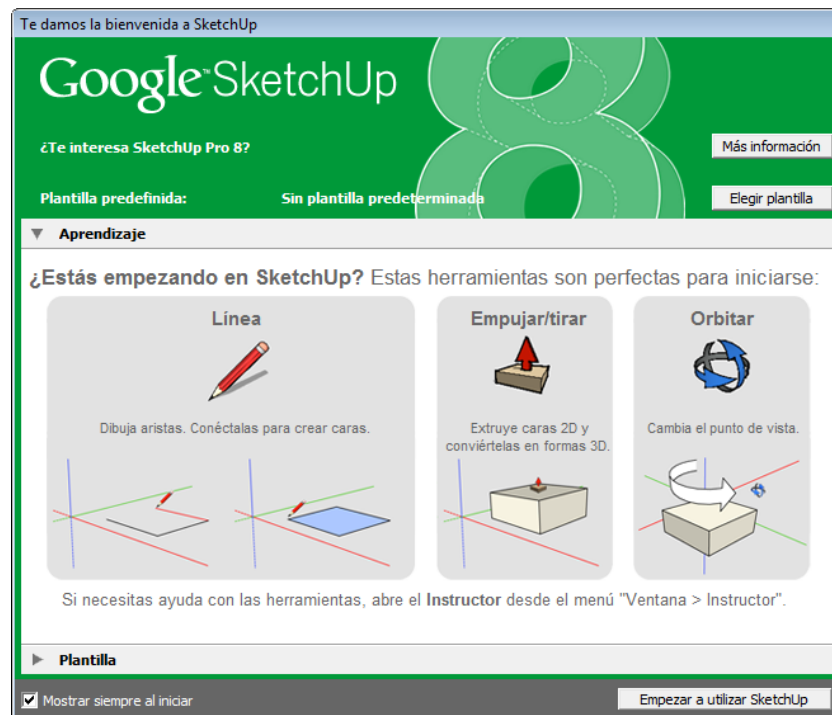 Te damos la bienvenida a SketchUp
Google™ SketchUp
8
¿Te interesa SketchUp Pro 8?
Más información
Plantilla predefinida: Sin plantilla predeterminada
Elegir plantilla
Aprendizaje
¿Estás empezando en SketchUp? Estas herramientas son perfectas para iniciarse:
Línea
Dibuja aristas. Conéctalas para crear caras.
Empujar/tirar
Extruye caras 2D y
conviértelas en formas 3D.
Orbitar
Cambia el punto de vista.
Si necesitas ayuda con las herramientas, abre el Instructor desde el menú "Ventana > Instructor".
Plantilla
Mostrar siempre al iniciar
Empezar a utilizar SketchUp